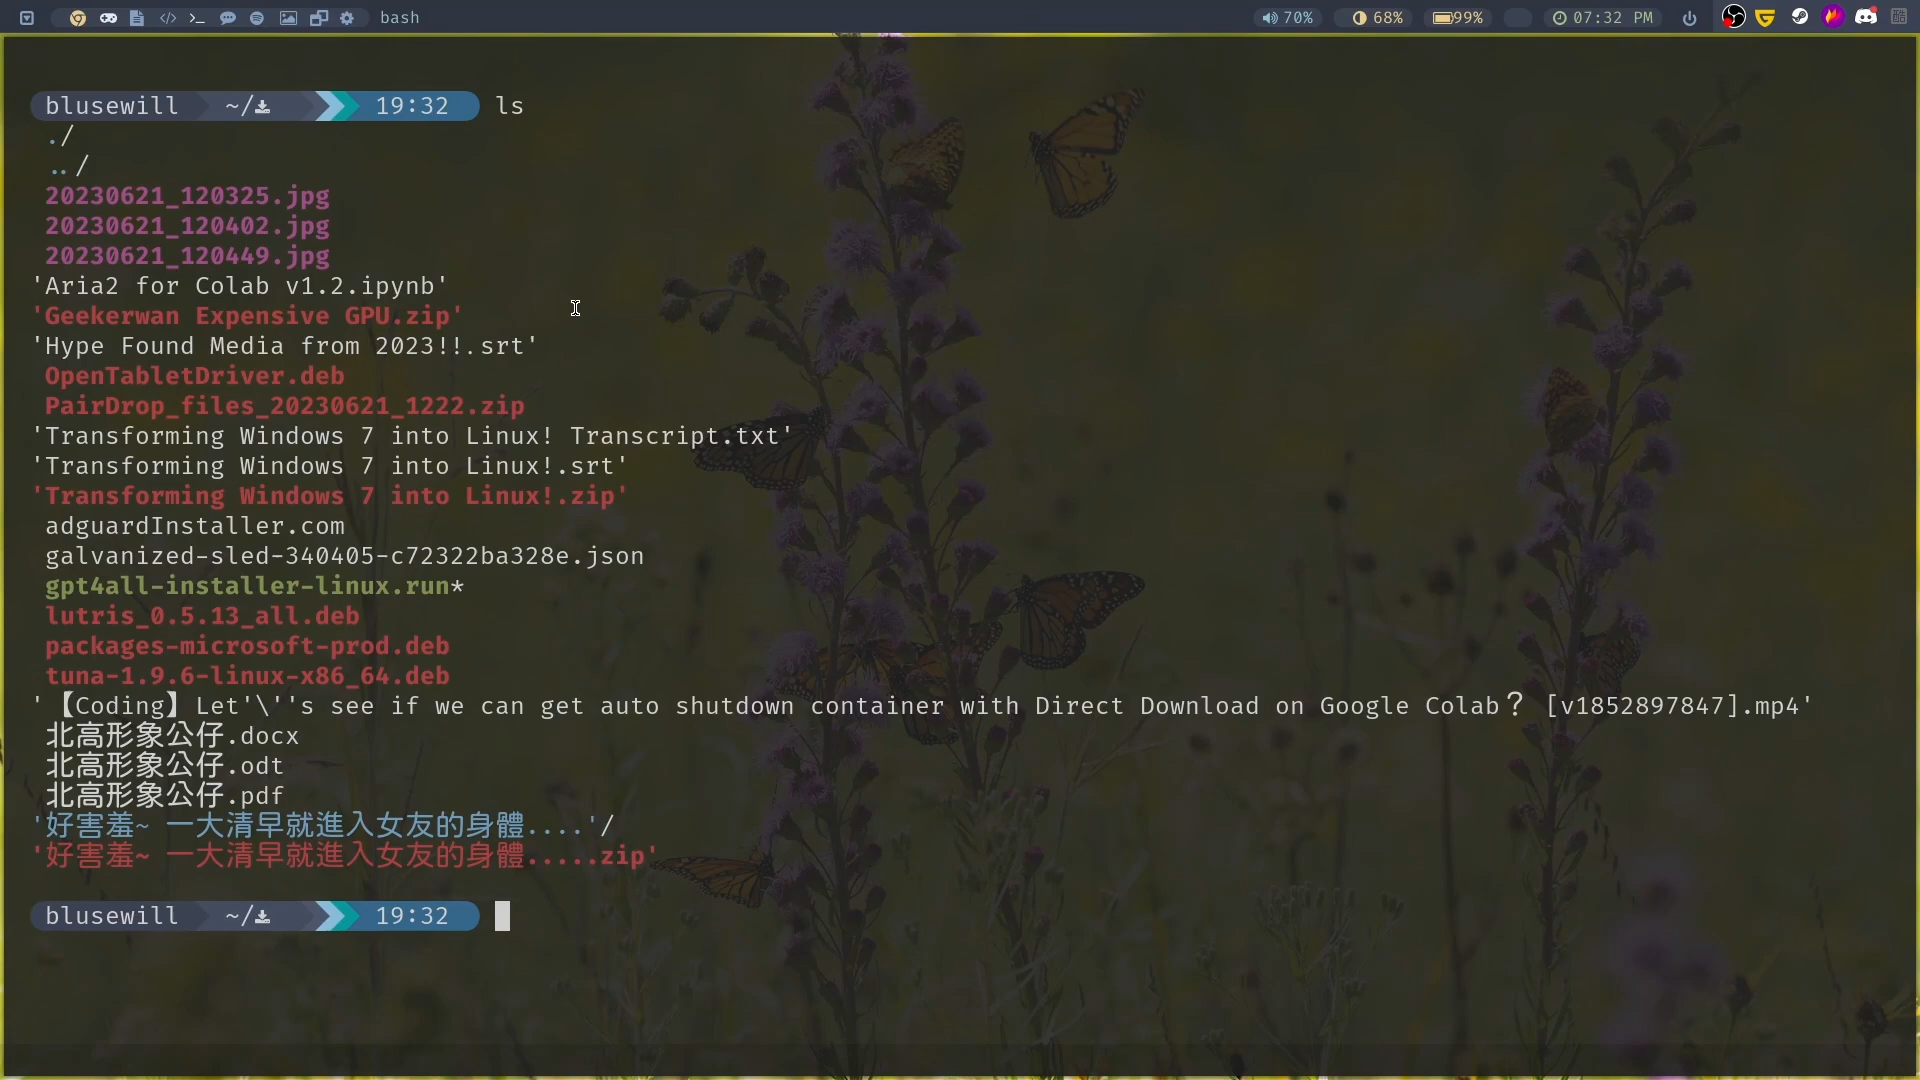 bash
70%
68%
99%
07:32 PM
酷
blusewill ~/ 19:32 ls
./
../
20230621_120325.jpg
20230621_120402.jpg
20230621_120449.jpg
'Aria2 for Colab v1.2.ipynb'
'Geekerwan Expensive GPU.zip'
'Hype Found Media from 2023!!.srt'
OpenTabletDriver.deb
PairDrop_files_20230621_1222.zip
'Transforming Windows 7 into Linux! Transcript.txt'
'Transforming Windows 7 into Linux!.srt'
'Transforming Windows 7 into Linux!.zip'
adguardInstaller.com
galvanized-sled-340405-c72322ba328e.json
gpt4all-installer-linux.run*
lutris_0.5.13_all.deb
packages-microsoft-prod.deb
tuna-1.9.6-linux-x86_64.deb
'【Coding】Let'\''s see if we can get auto shutdown container with Direct Download on Google Colab？ [v1852897847].mp4'
北高形象公仔.docx
北高形象公仔.odt
北高形象公仔.pdf
'好害羞~ 一大清早就進入女友的身體....'/
'好害羞~ 一大清早就進入女友的身體.....zip'
blusewill ~/ 19:32